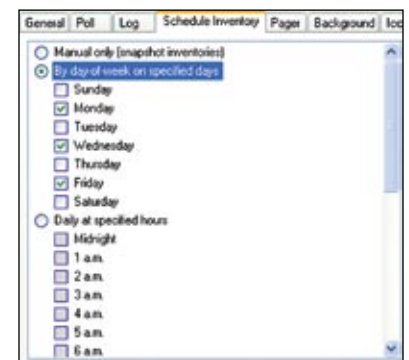 General Poll Log Schedule Inventory Pager Background
Manual only (snapshot inventories)
By day of week on specified days
Sunday
Monday
Tuesday
Wednesday
Thursday
Friday
Saturday
Daily at specified hours
Midnight
1 a.m.
2 a.m.
3 a.m.
4 a.m.
5 a.m.
6 a.m.